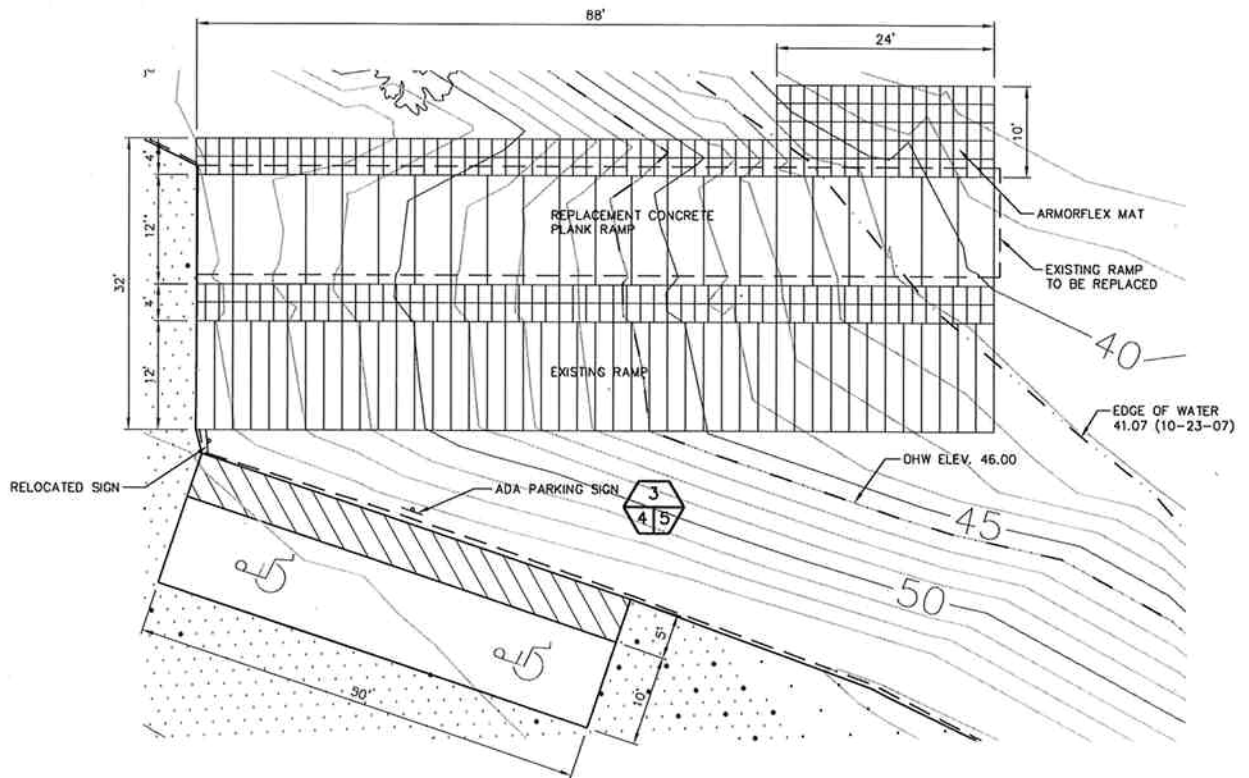 88'
24'
10'
4'
12''
32'
4'
12'
REPLACEMENT CONCRETE
PLANK RAMP
ARMORFLEX MAT
EXISTING RAMP
TO BE REPLACED
40
EXISTING RAMP
EDGE OF WATER
41.07 (10-23-07)
OHW ELEV. 46.00
RELOCATED SIGN
ADA PARKING SIGN
3
4 5
45
50
5'
10'
50'